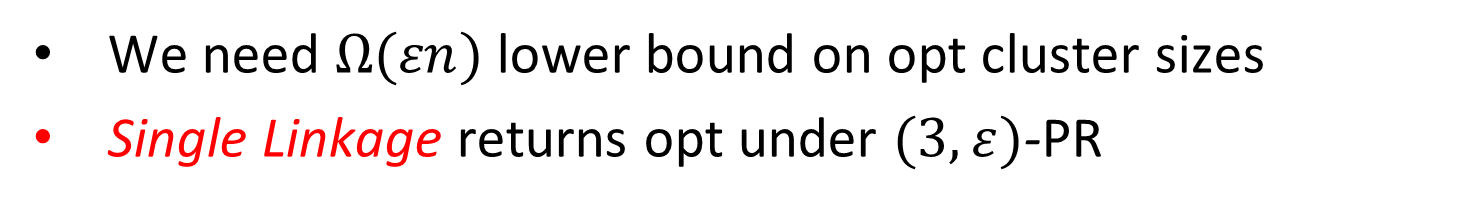 • We need Ω(εn) lower bound on opt cluster sizes
• Single Linkage returns opt under (3, ε)-PR